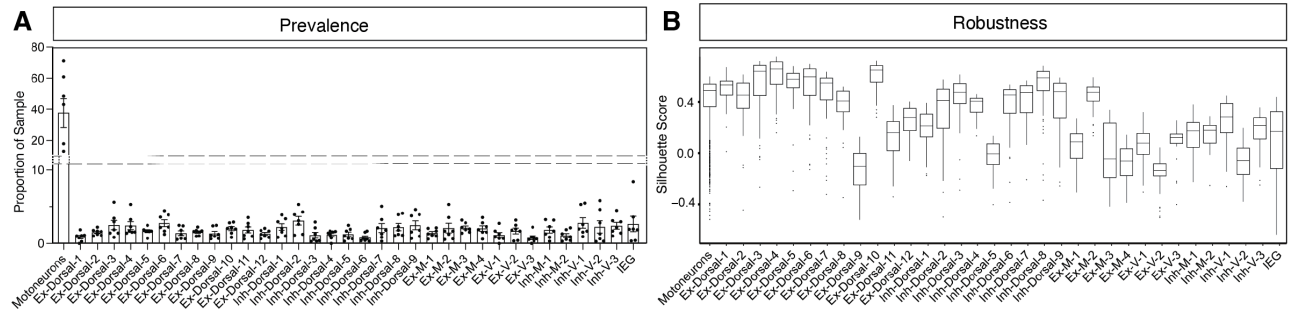 A
Prevalence
Proportion of Sample
80
60
40
20
10
0
Motoneurons
Ex-Dorsal-1
Ex-Dorsal-2
Ex-Dorsal-3
Ex-Dorsal-4
Ex-Dorsal-5
Ex-Dorsal-6
Ex-Dorsal-7
Ex-Dorsal-8
Ex-Dorsal-9
Ex-Dorsal-10
Ex-Dorsal-11
Ex-Dorsal-12
Inh-Dorsal-1
Inh-Dorsal-2
Inh-Dorsal-3
Inh-Dorsal-4
Inh-Dorsal-5
Inh-Dorsal-6
Inh-Dorsal-7
Inh-Dorsal-8
Inh-Dorsal-9
Ex-M-1
Ex-M-2
Ex-M-3
Ex-M-4
Ex-V-1
Ex-V-2
Ex-V-3
Inh-M-1
Inh-M-2
Inh-V-1
Inh-V-2
Inh-V-3
IEG
B
Robustness
Silhouette Score
0.4
0.0
−0.4
Motoneurons
Ex-Dorsal-1
Ex-Dorsal-2
Ex-Dorsal-3
Ex-Dorsal-4
Ex-Dorsal-5
Ex-Dorsal-6
Ex-Dorsal-7
Ex-Dorsal-8
Ex-Dorsal-9
Ex-Dorsal-10
Ex-Dorsal-11
Ex-Dorsal-12
Inh-Dorsal-1
Inh-Dorsal-2
Inh-Dorsal-3
Inh-Dorsal-4
Inh-Dorsal-5
Inh-Dorsal-6
Inh-Dorsal-7
Inh-Dorsal-8
Inh-Dorsal-9
Ex-M-1
Ex-M-2
Ex-M-3
Ex-M-4
Ex-V-1
Ex-V-2
Ex-V-3
Inh-M-1
Inh-M-2
Inh-V-1
Inh-V-2
Inh-V-3
IEG